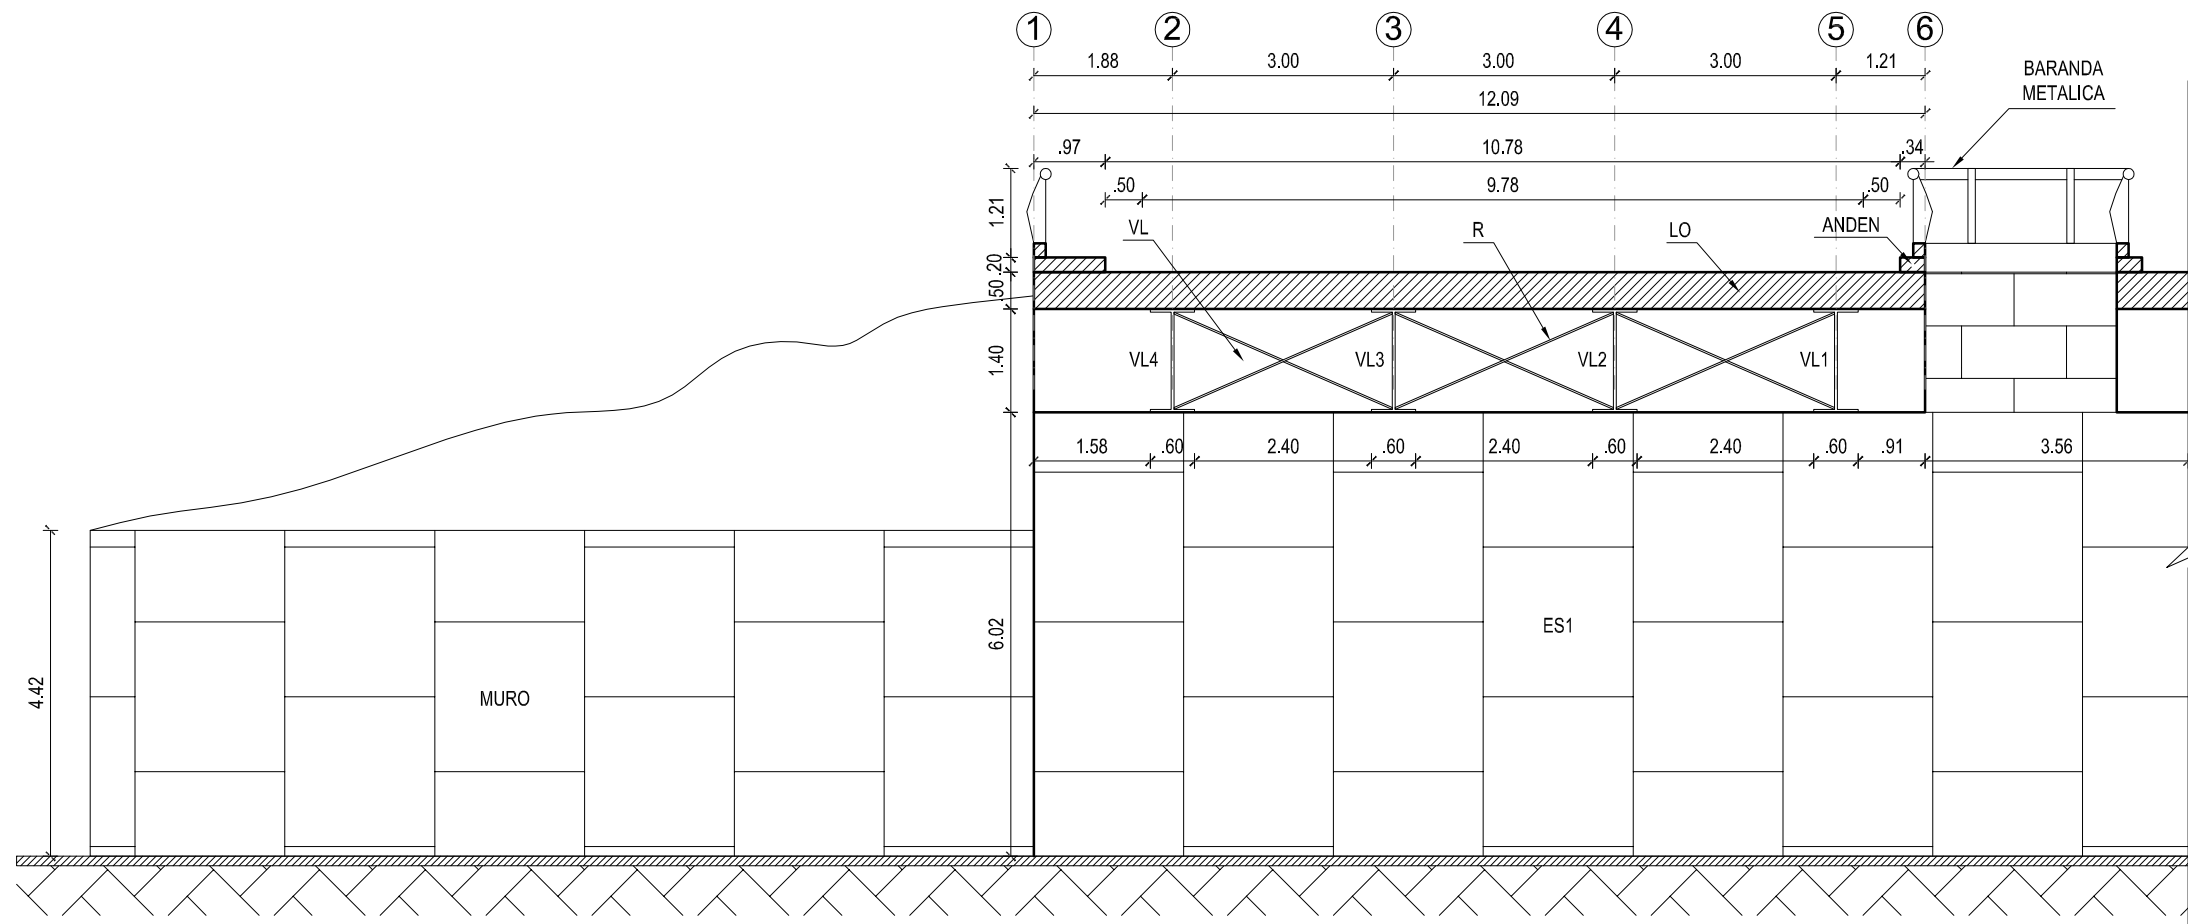 1 2 3 4 5 6
1.88 3.00 3.00 3.00 1.21
BARANDA
METALICA
12.09
.97 10.78 .34
.50 9.78 .50
1.21
VL R LO ANDEN
.20
.50
1.40
VL4 VL3 VL2 VL1
1.58 .60 2.40 .60 2.40 .60 2.40 .60 .91 3.56
6.02
ES1
4.42
MURO